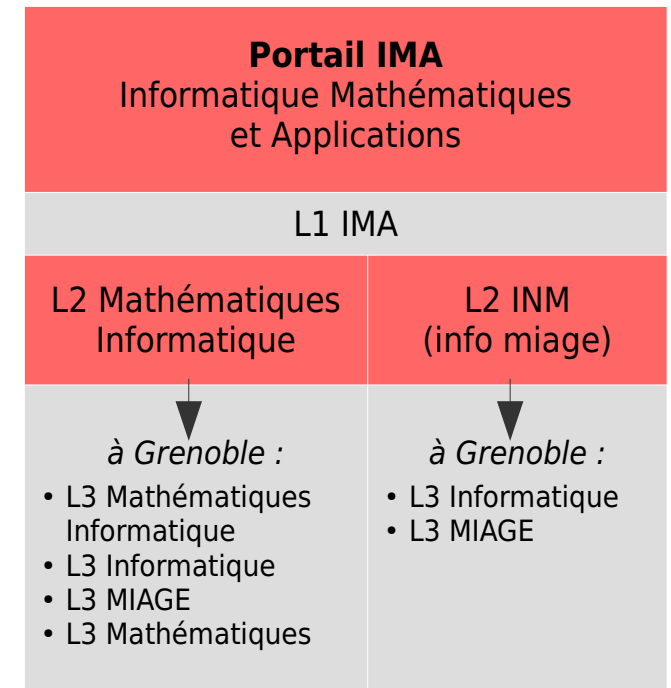 Portail IMA
Informatique Mathématiques
et Applications
L1 IMA
L2 Mathématiques
Informatique
L2 INM
(info miage)
à Grenoble :
• L3 Mathématiques
Informatique
• L3 Informatique
• L3 MIAGE
• L3 Mathématiques
à Grenoble :
• L3 Informatique
• L3 MIAGE